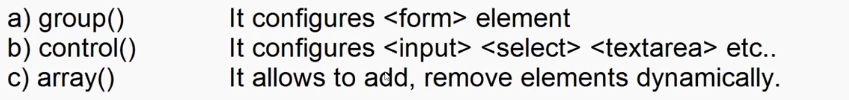 a) group() It configures <form> element
b) control() It configures <input> <select> <textarea> etc..
c) array() It allows to add, remove elements dynamically.